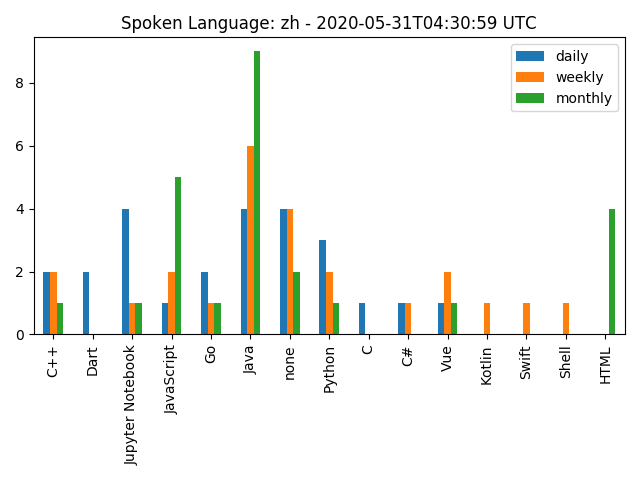 Spoken Language: zh - 2020-05-31T04:30:59 UTC
daily
weekly
monthly
8
6
4
2
0
C++
Dart
Jupyter Notebook
JavaScript
Go
Java
none
Python
C
C#
Vue
Kotlin
Swift
Shell
HTML